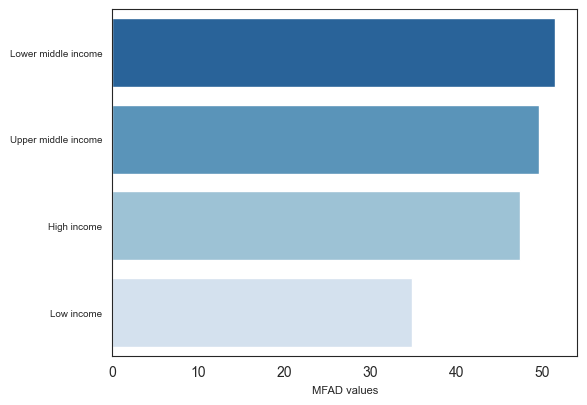 Lower middle income
Upper middle income
High income
Low income
0 10 20 30 40 50
MFAD values